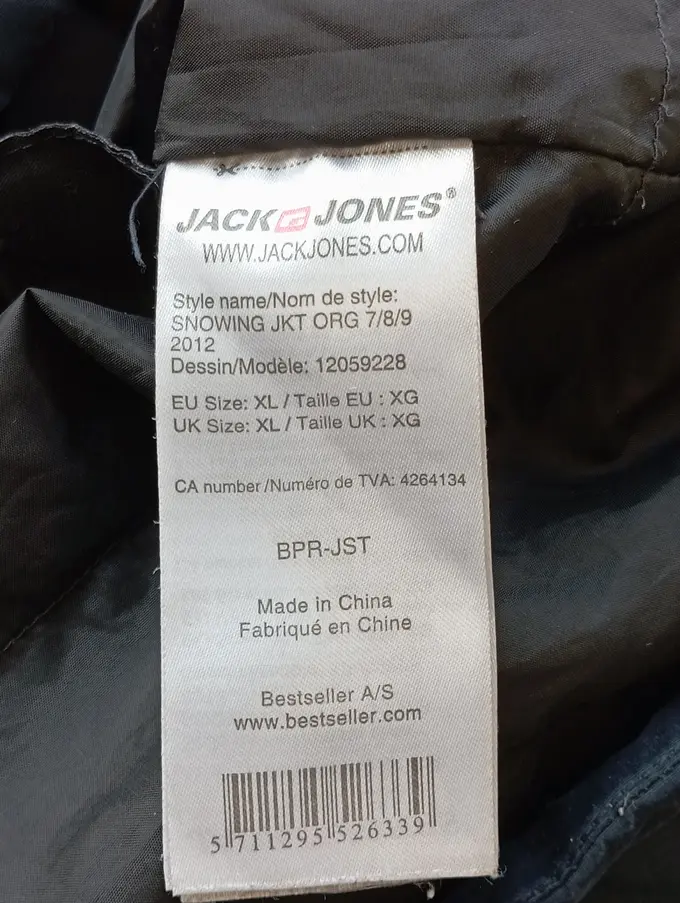 JACK JONES®
WWW.JACKJONES.COM
Style name/Nom de style:
SNOWING JKT ORG 7/8/9
2012
Dessin/Modèle: 12059228
EU Size: XL / Taille EU : XG
UK Size: XL / Taille UK : XG
CA number/Numéro de TVA: 4264134
BPR-JST
Made in China
Fabriqué en Chine
Bestseller A/S
www.bestseller.com
5 711295 526339